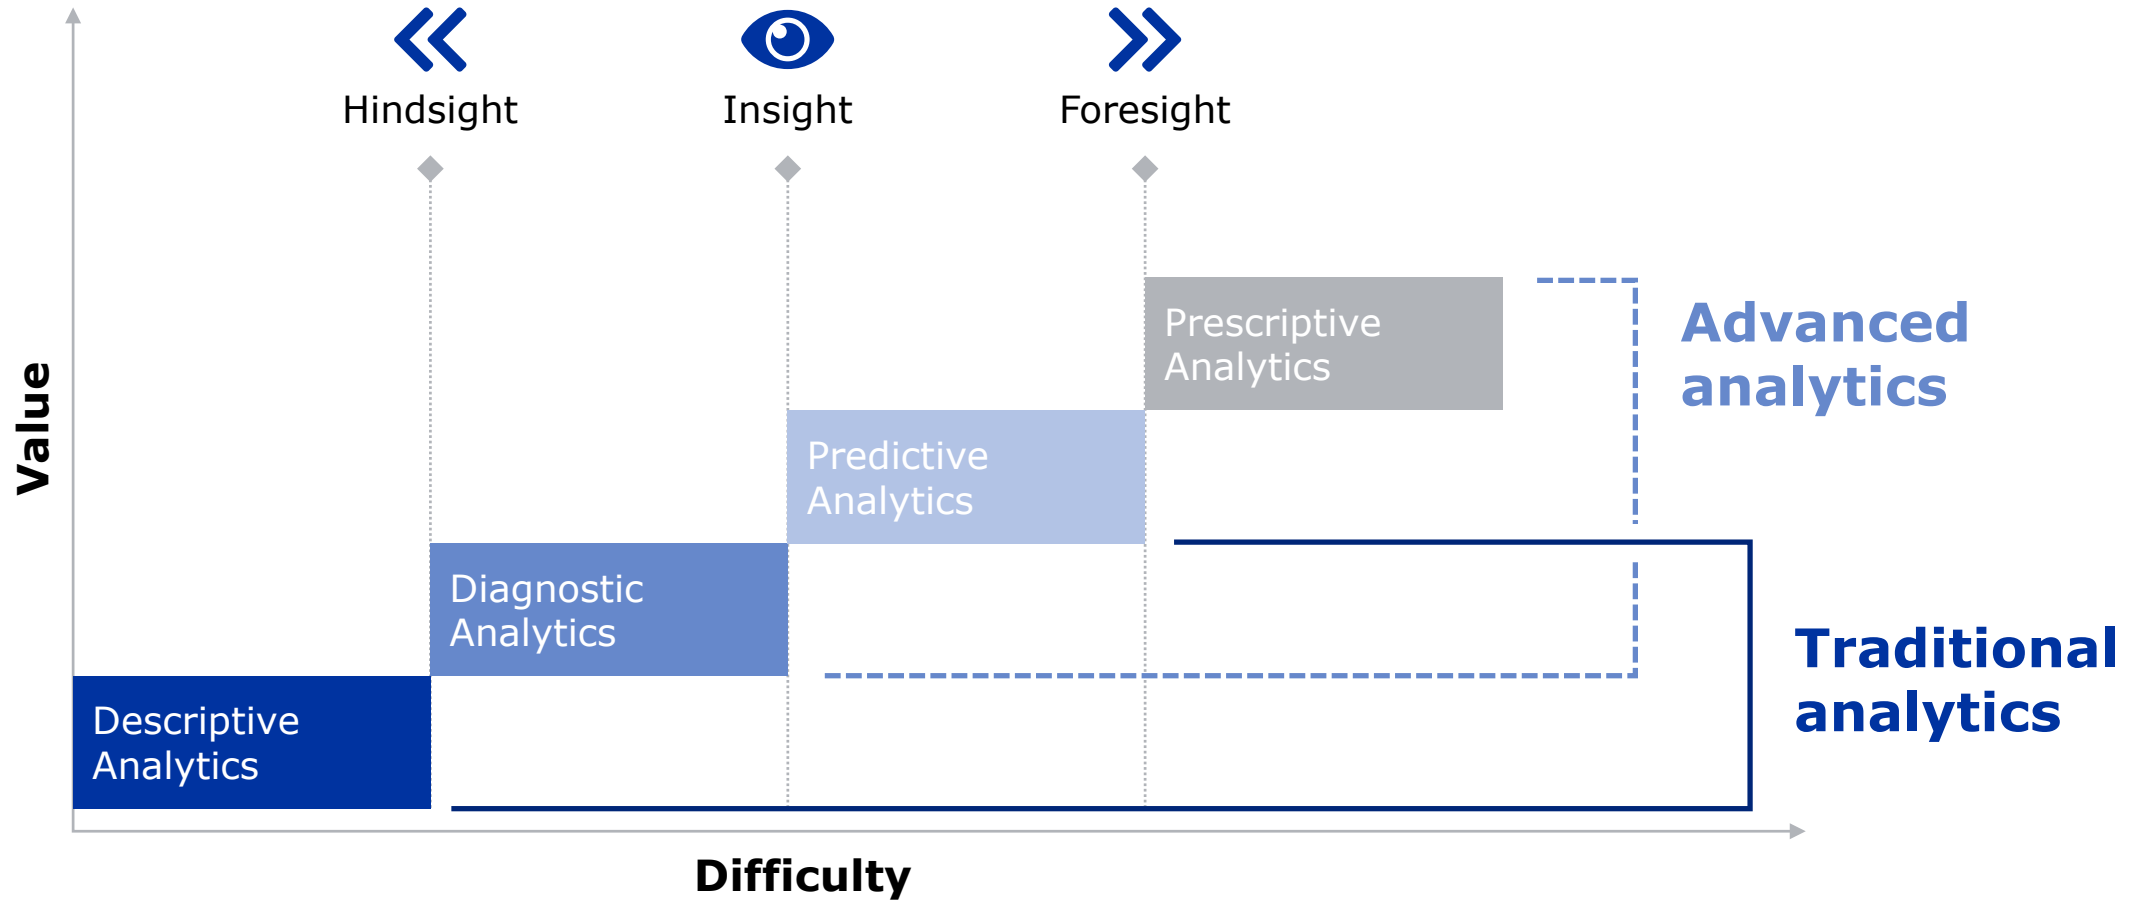 Hindsight
Insight
Foresight
Prescriptive
Analytics
Advanced
analytics
Value
Predictive
Analytics
Diagnostic
Analytics
Traditional
analytics
Descriptive
Analytics
Difficulty